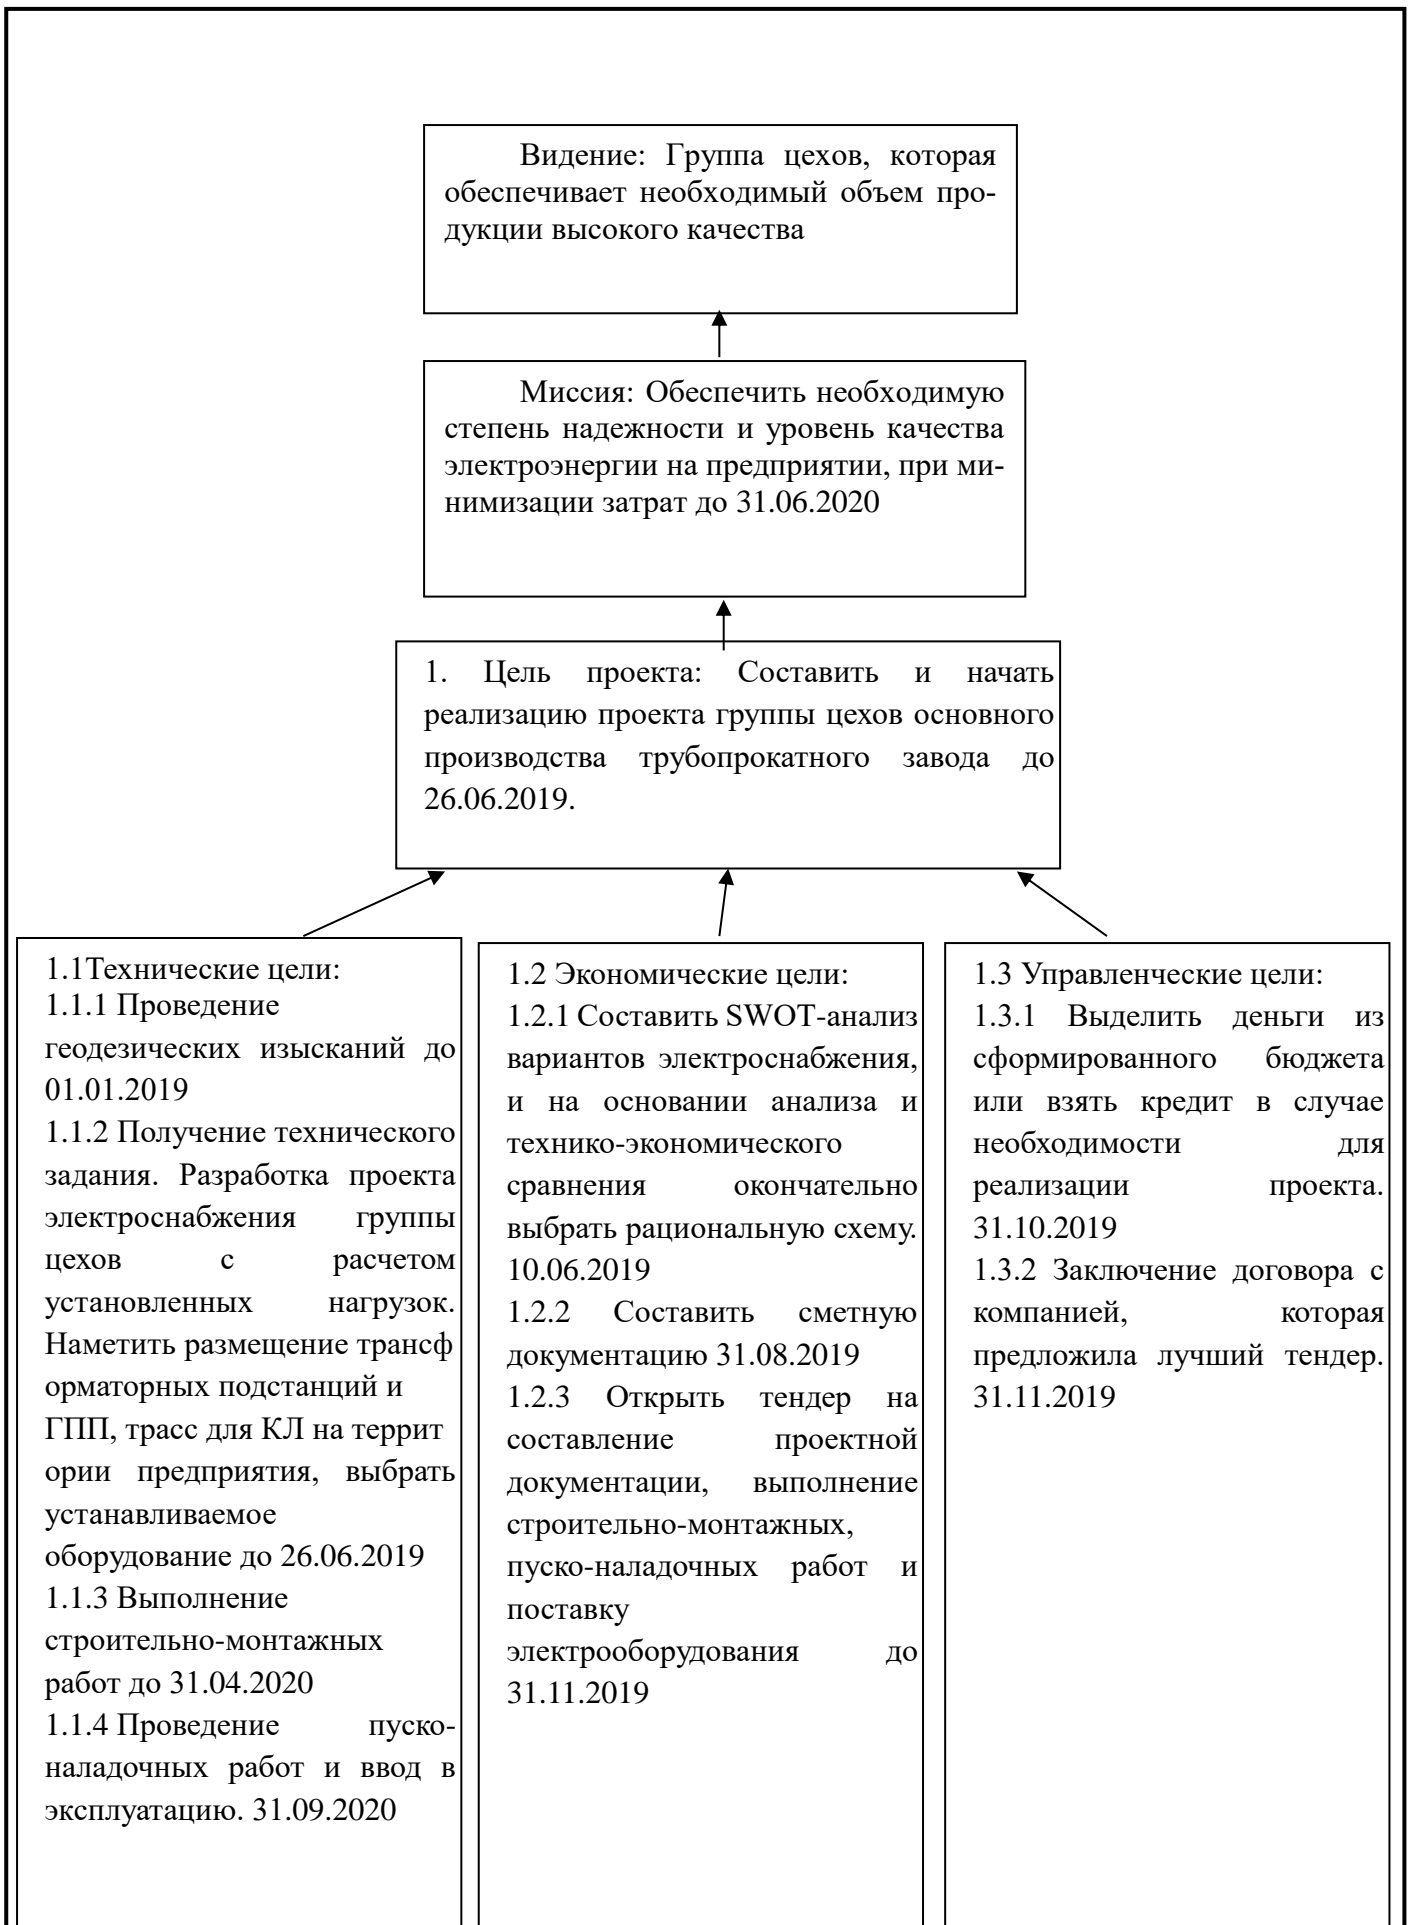 Видение: Группа цехов, которая
обеспечивает необходимый объем про-
дукции высокого качества
Миссия: Обеспечить необходимую
степень надежности и уровень качества
электроэнергии на предприятии, при ми-
нимизации затрат до 31.06.2020
1. Цель проекта: Составить и начать
реализацию проекта группы цехов основного
производства трубопрокатного завода до
26.06.2019.
1.1Технические цели:
1.1.1 Проведение
геодезических изысканий до
01.01.2019
1.1.2 Получение технического
задания. Разработка проекта
электроснабжения группы
цехов с расчетом
установленных нагрузок.
Наметить размещение трансф
орматорных подстанций и
ГПП, трасс для КЛ на террит
ории предприятия, выбрать
устанавливаемое
оборудование до 26.06.2019
1.1.3 Выполнение
строительно-монтажных
работ до 31.04.2020
1.1.4 Проведение пуско-
наладочных работ и ввод в
эксплуатацию. 31.09.2020
1.2 Экономические цели:
1.2.1 Составить SWOT-анализ
вариантов электроснабжения,
и на основании анализа и
технико-экономического
сравнения окончательно
выбрать рациональную схему.
10.06.2019
1.2.2 Составить сметную
документацию 31.08.2019
1.2.3 Открыть тендер на
составление проектной
документации, выполнение
строительно-монтажных,
пуско-наладочных работ и
поставку
электрооборудования до
31.11.2019
1.3 Управленческие цели:
1.3.1 Выделить деньги из
сформированного бюджета
или взять кредит в случае
необходимости для
реализации проекта.
31.10.2019
1.3.2 Заключение договора с
компанией, которая
предложила лучший тендер.
31.11.2019